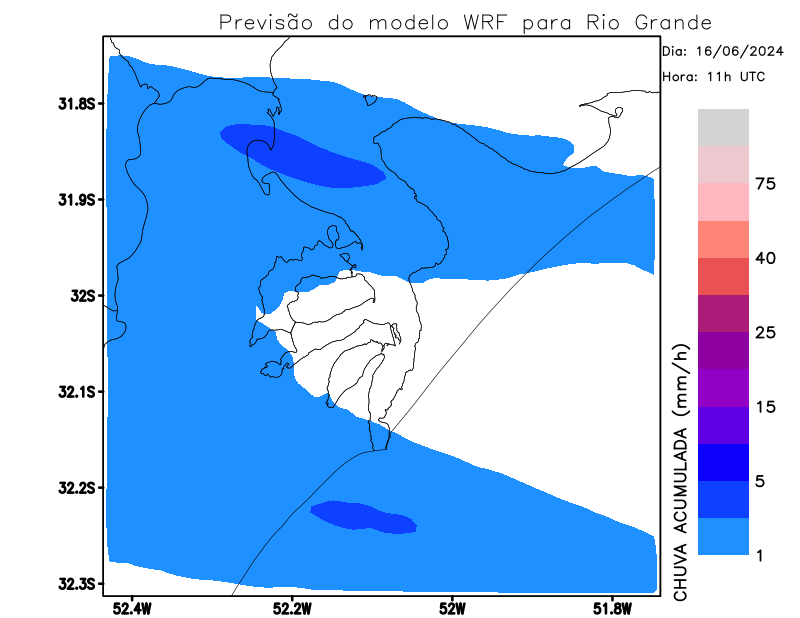 Previsão do modelo WRF para Rio Grande
Dia: 16/06/2024
Hora: 11h UTC
31.8S
31.9S
32S
32.1S
32.2S
32.3S
52.4W
52.2W
52W
51.8W
CHUVA ACUMULADA (mm/h)
75
40
25
15
5
1